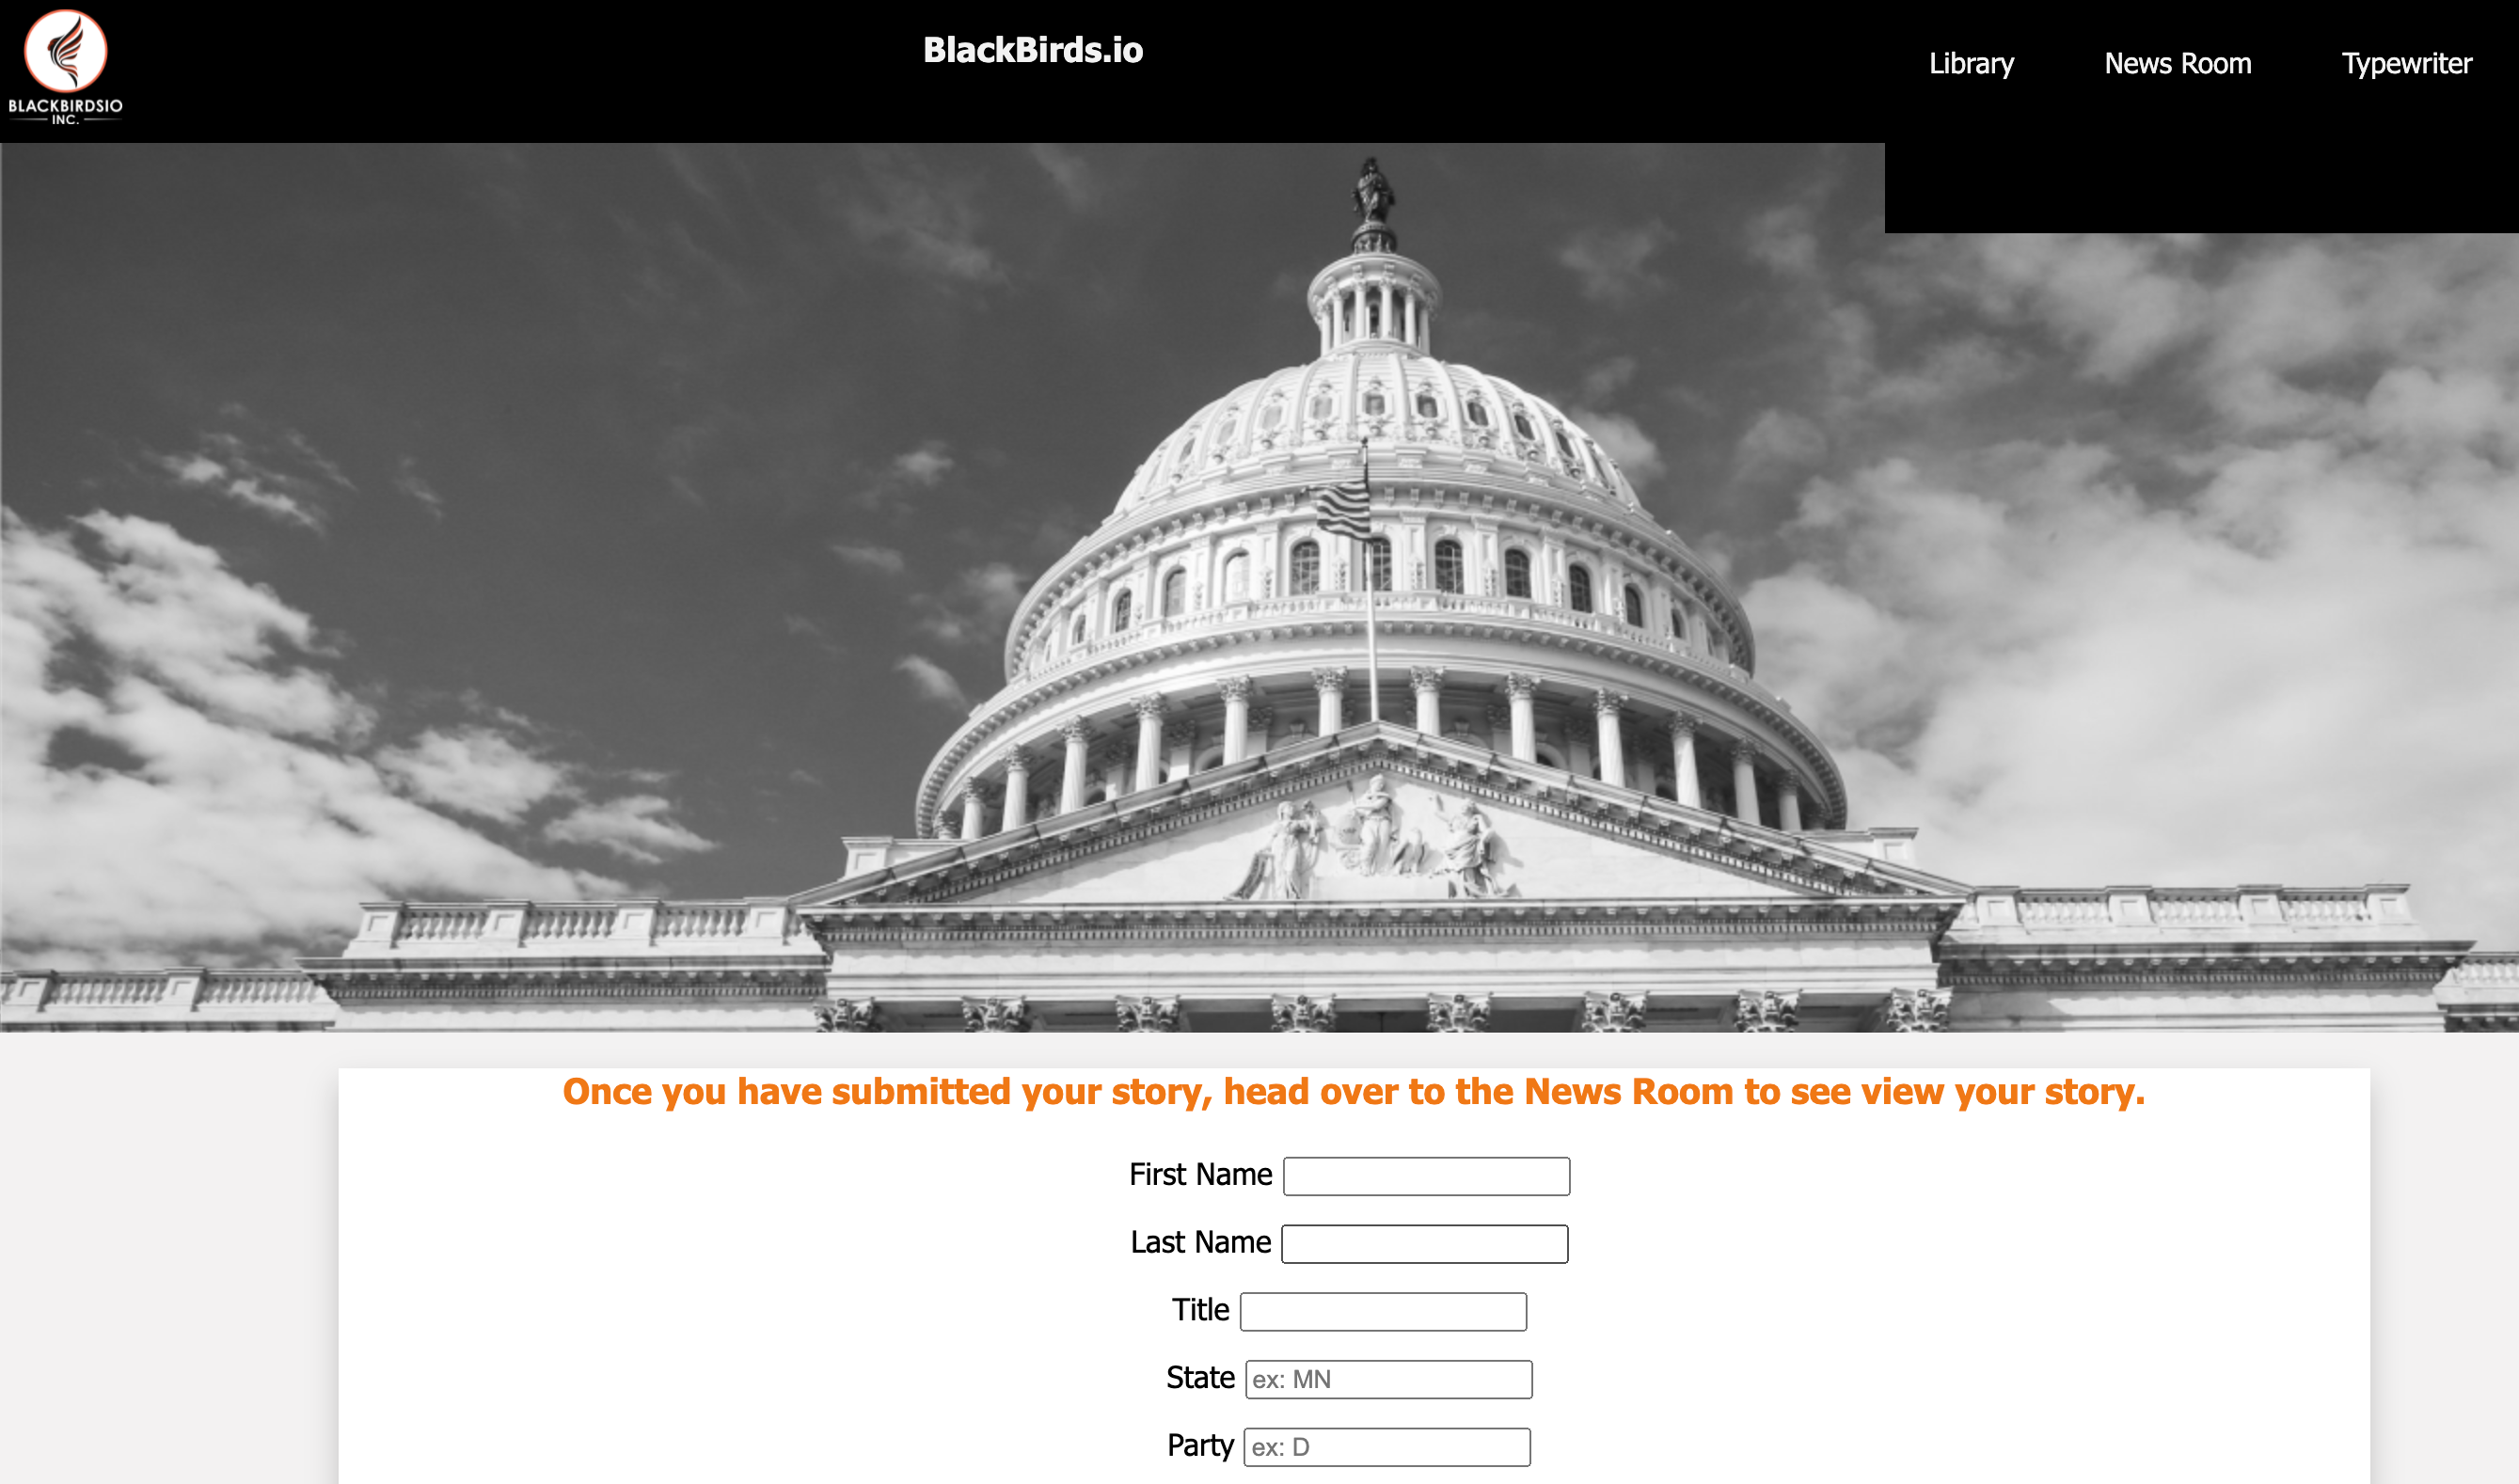 BlackBirds.io
Library
News Room
Typewriter
BLACKBIRDSIO
INC.
Once you have submitted your story, head over to the News Room to see view your story.
First Name
Last Name
Title
State ex: MN
Party ex: D